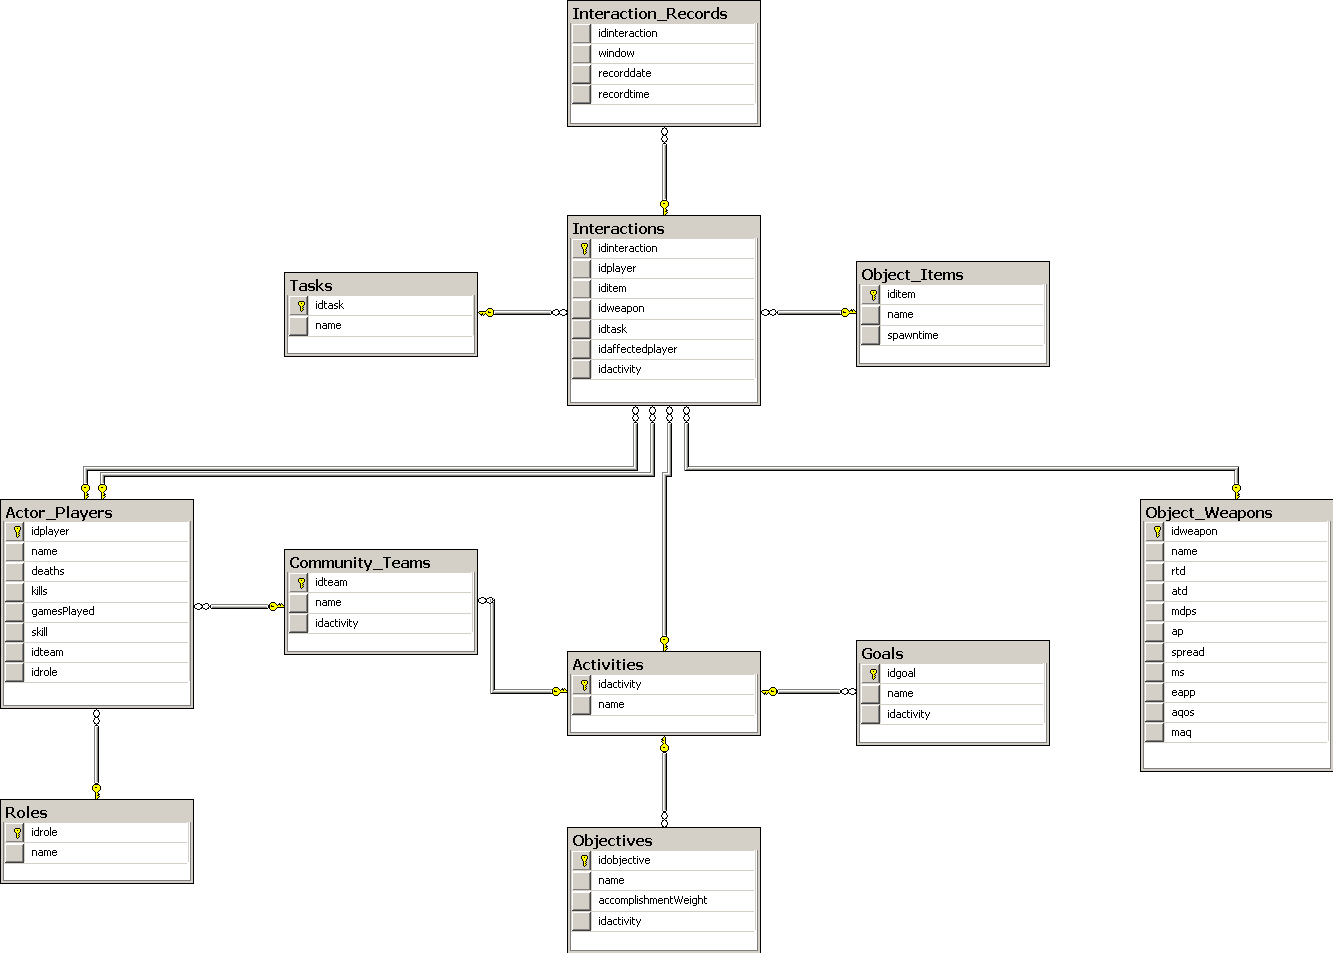 Interaction_Records
idinteraction
window
recorddate
recordtime
Interactions
idinteraction
idplayer
iditem
idweapon
idtask
idaffectedplayer
idactivity
Tasks
idtask
name
Object_Items
iditem
name
spawntime
Actor_Players
idplayer
name
deaths
kills
gamesPlayed
skill
idteam
idrole
Community_Teams
idteam
name
idactivity
Activities
idactivity
name
Goals
idgoal
name
idactivity
Object_Weapons
idweapon
name
rtd
atd
mdps
ap
spread
ms
eapp
aqos
maq
Roles
idrole
name
Objectives
idobjective
name
accomplishmentWeight
idactivity